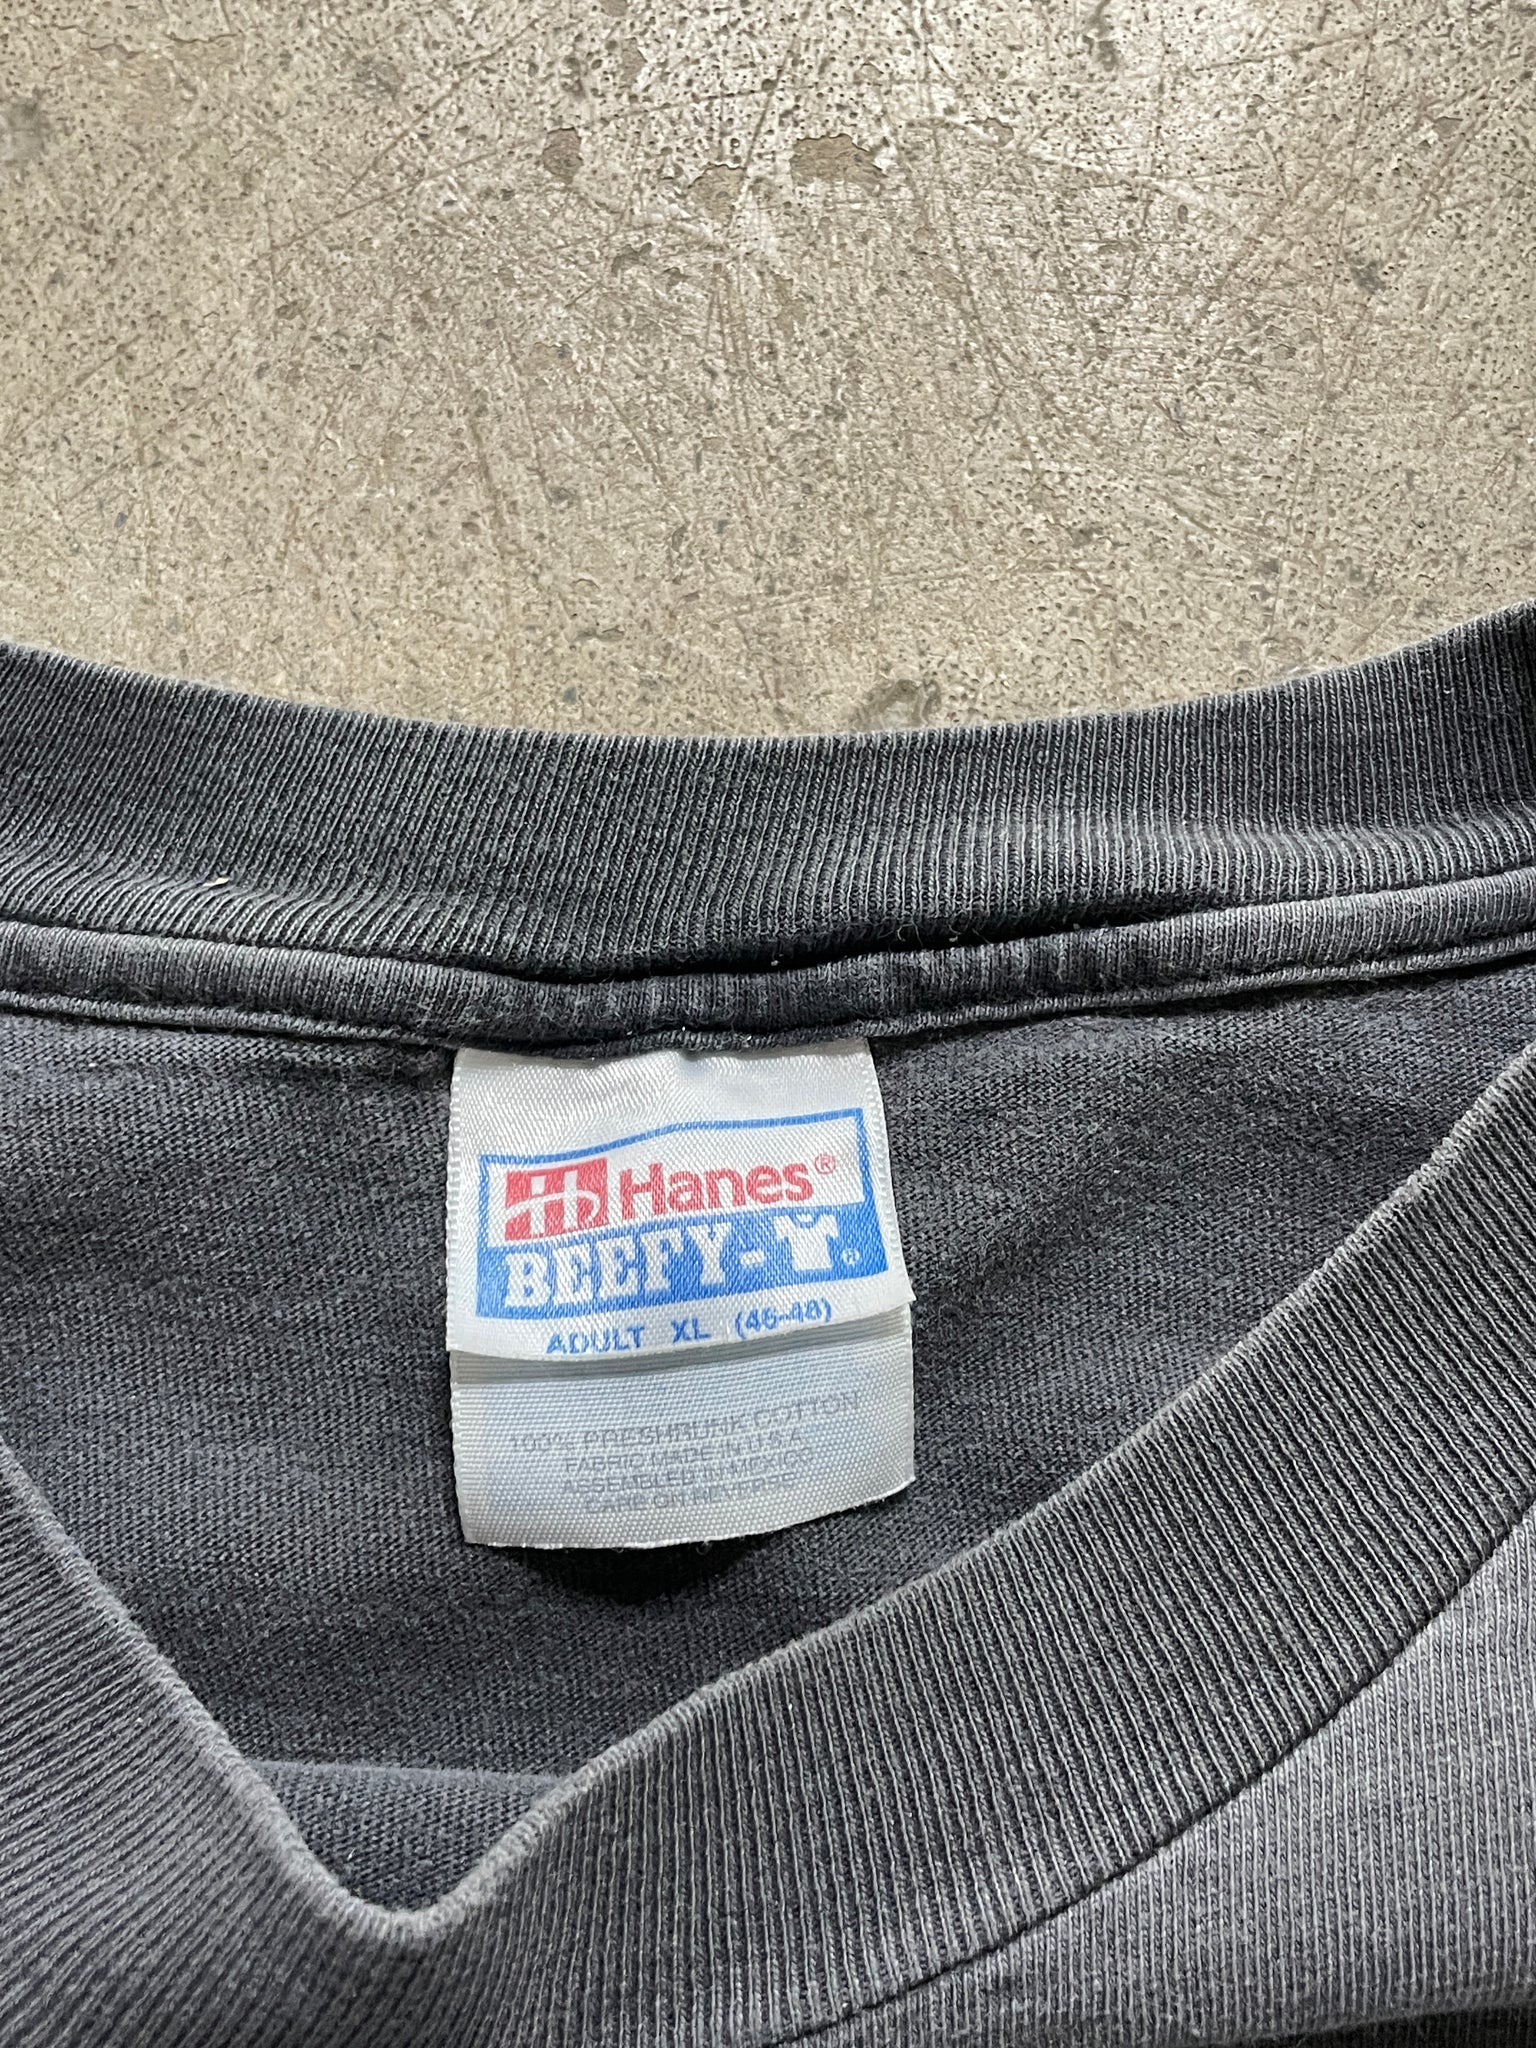 Hanes®
BEEFY-T®
ADULT XL (46-48)
100% PRESHRUNK COTTON
FABRIC MADE IN U.S.A.
ASSEMBLED IN MEXICO
CARE ON REVERSE